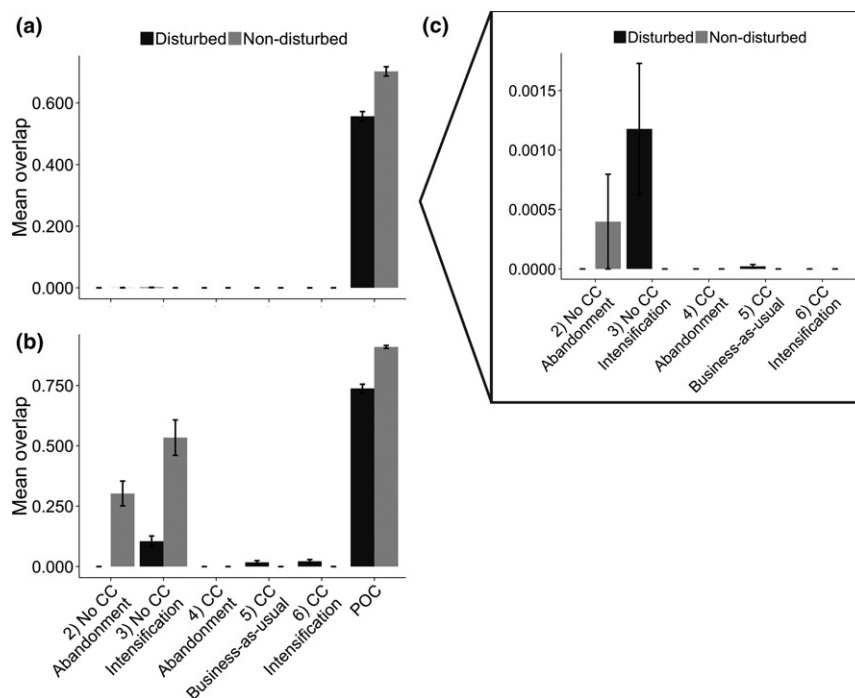 (a)
Disturbed Non-disturbed
Mean overlap
0.600
0.400
0.200
0.000
(b)
Mean overlap
0.750
0.500
0.250
0.000
2) No CC
Abandonment
3) No CC
Intensification
4) CC
Abandonment
5) CC
Business-as-usual
6) CC
Intensification
POC
(c)
Disturbed Non-disturbed
Mean overlap
0.0015
0.0010
0.0005
0.0000
2) No CC
Abandonment
3) No CC
Intensification
4) CC
Abandonment
5) CC
Business-as-usual
6) CC
Intensification